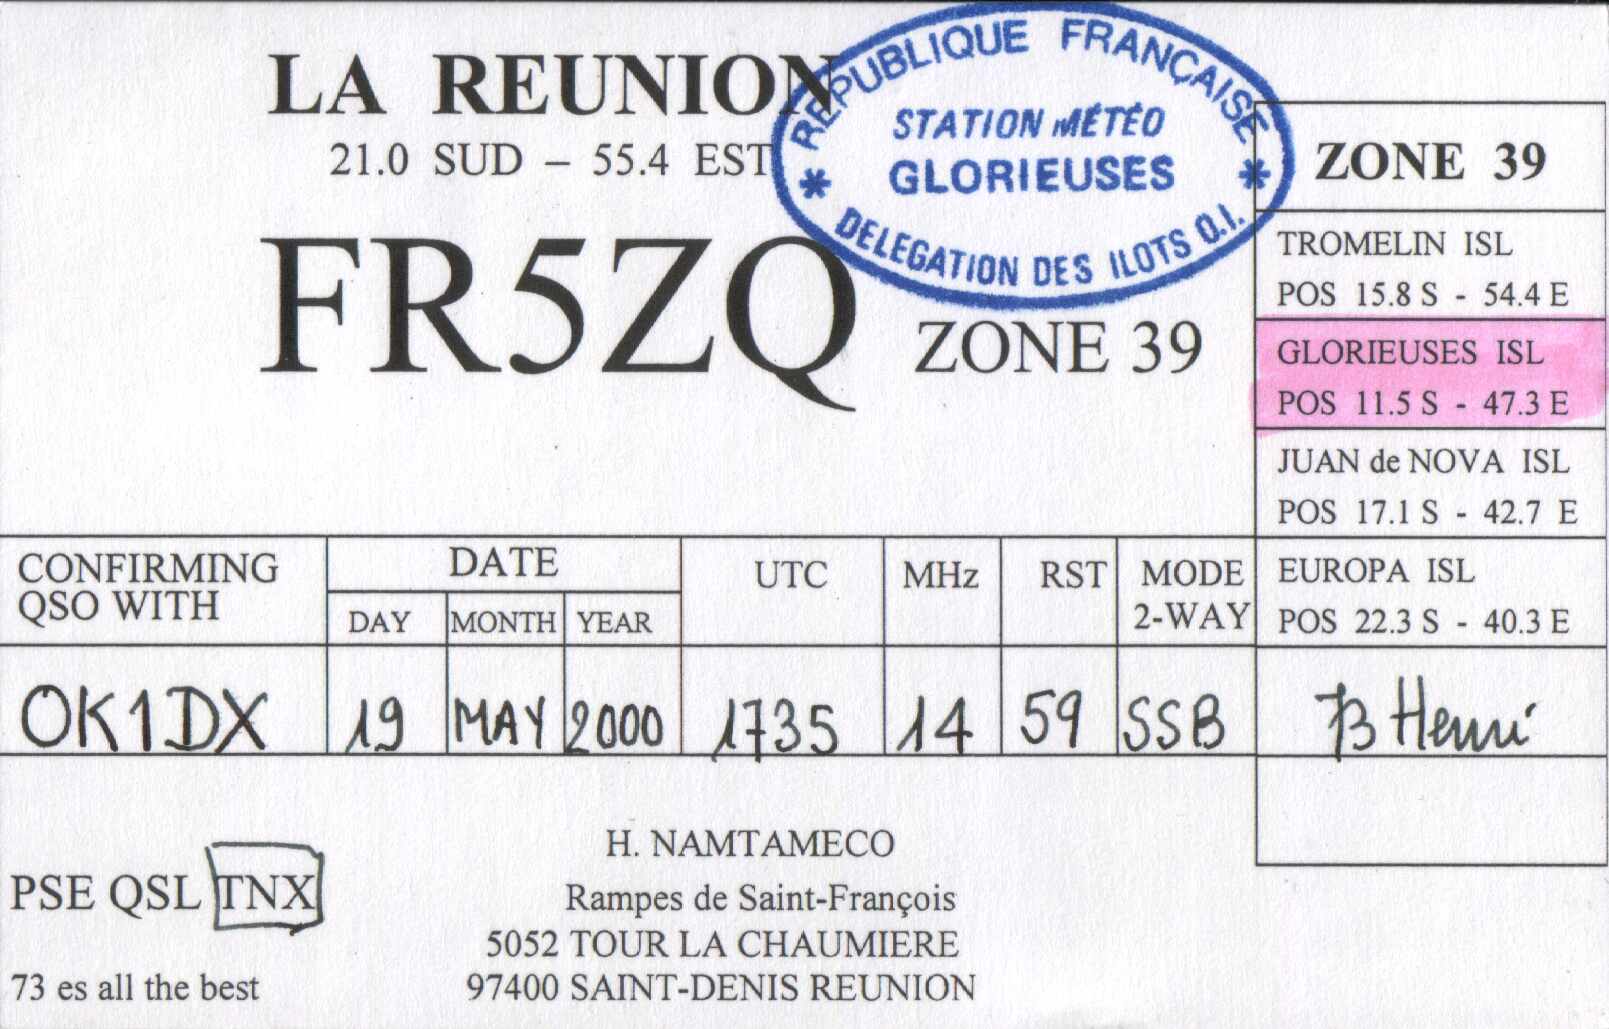 LA REUNION
21.0 SUD – 55.4 EST
REPUBLIQUE FRANÇAISE
STATION MÉTÉO
GLORIEUSES
* DELEGATION DES ILOTS O.I. *
FR5ZQ ZONE 39
ZONE 39
TROMELIN ISL
POS 15.8 S - 54.4 E
GLORIEUSES ISL
POS 11.5 S - 47.3 E
JUAN de NOVA ISL
POS 17.1 S - 42.7 E
EUROPA ISL
POS 22.3 S - 40.3 E
CONFIRMING QSO WITH
DATE
DAY MONTH YEAR
UTC
MHz
RST
MODE 2-WAY
OK1DX 19 MAY 2000 1735 14 59 SSB 73 Henri
PSE QSL TNX
73 es all the best
H. NAMTAMECO
Rampes de Saint-François
5052 TOUR LA CHAUMIERE
97400 SAINT-DENIS REUNION